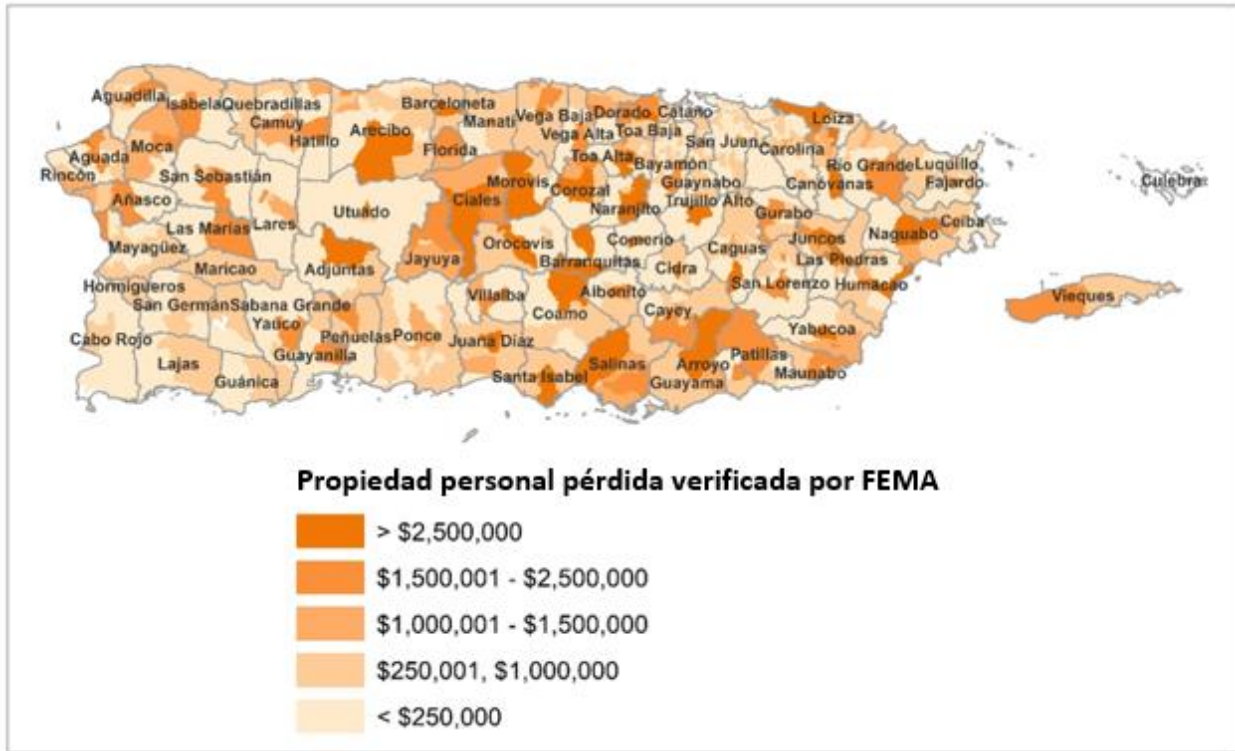 Aguadilla
Isabela
Quebradillas
Camuy
Hatillo
Arecibo
Barceloneta
Manatí
Florida
Vega Baja
Vega Alta
Dorado
Toa Baja
Cataño
Toa Alta
Bayamón
San Juan
Carolina
Loíza
Rio Grande
Luquillo
Fajardo
Culebra
Aguada
Rincón
Moca
San Sebastián
Añasco
Las Marías
Lares
Utuado
Ciales
Morovis
Corozal
Naranjito
Guaynabo
Trujillo Alto
Canóvanas
Gurabo
Juncos
Naguabo
Ceiba
Mayagüez
Maricao
Adjuntas
Jayuya
Orocovis
Barranquitas
Comerío
Cidra
Caguas
Las Piedras
Humacao
Hormigueros
San Germán
Sabana Grande
Yauco
Villalba
Coamo
Albonito
Cayey
San Lorenzo
Yabucoa
Vieques
Cabo Rojo
Lajas
Guánica
Guayanilla
Peñuelas
Ponce
Juana Díaz
Santa Isabel
Salinas
Guayama
Arroyo
Patillas
Maunabo
Propiedad personal pérdida verificada por FEMA
> $2,500,000
$1,500,001 - $2,500,000
$1,000,001 - $1,500,000
$250,001, $1,000,000
< $250,000